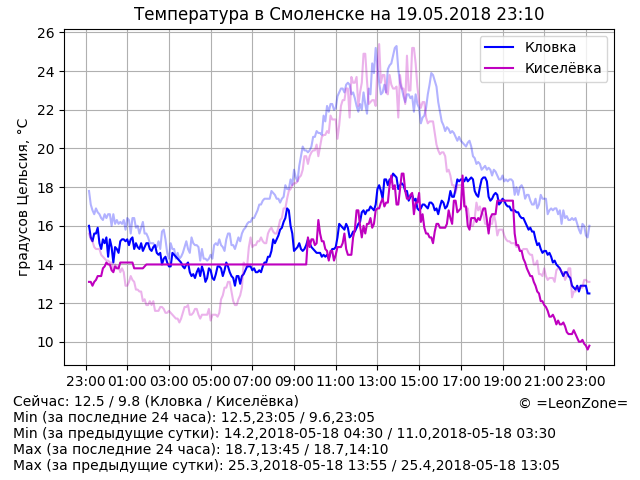 Температура в Смоленске на 19.05.2018 23:10
Кловка
Киселёвка
градусов Цельсия, °C
26
24
22
20
18
16
14
12
10
23:00 01:00 03:00 05:00 07:00 09:00 11:00 13:00 15:00 17:00 19:00 21:00 23:00
Сейчас: 12.5 / 9.8 (Кловка / Киселёвка)
© =LeonZone=
Min (за последние 24 часа): 12.5,23:05 / 9.6,23:05
Min (за предыдущие сутки): 14.2,2018-05-18 04:30 / 11.0,2018-05-18 03:30
Max (за последние 24 часа): 18.7,13:45 / 18.7,14:10
Max (за предыдущие сутки): 25.3,2018-05-18 13:55 / 25.4,2018-05-18 13:05